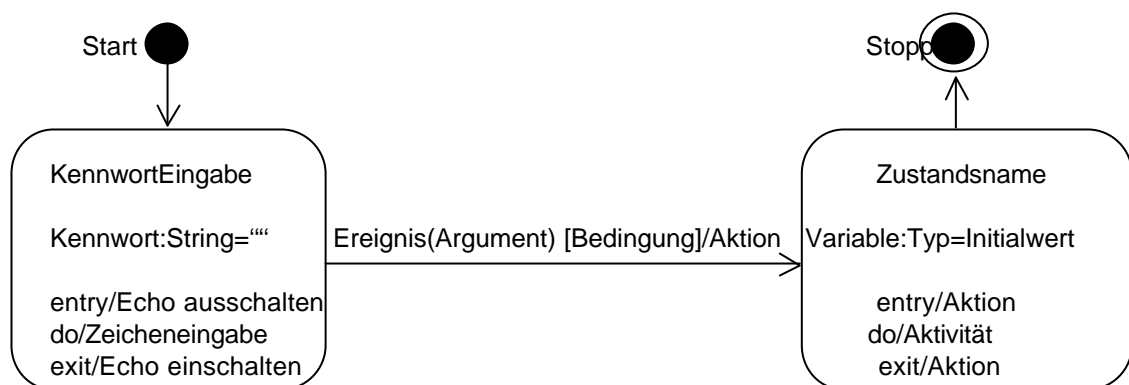 Start
Stopp
KennwortEingabe
Zustandsname
Kennwort:String=““
Ereignis(Argument) [Bedingung]/Aktion
Variable:Typ=Initialwert
entry/Echo ausschalten
do/Zeicheneingabe
exit/Echo einschalten
entry/Aktion
do/Aktivität
exit/Aktion